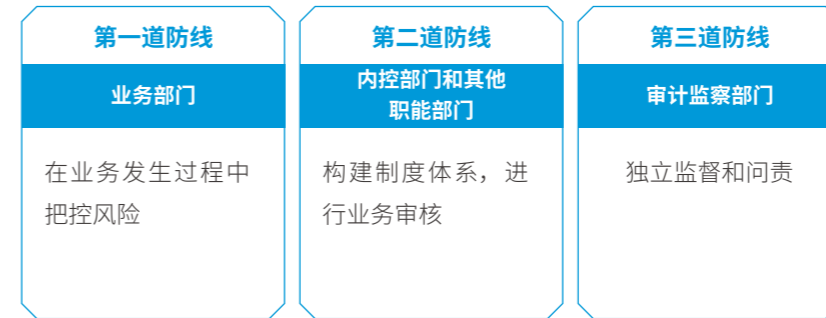 第一道防线
业务部门
在业务发生过程中
把控风险
第二道防线
内控部门和其他
职能部门
构建制度体系，进
行业务审核
第三道防线
审计监察部门
独立监督和问责